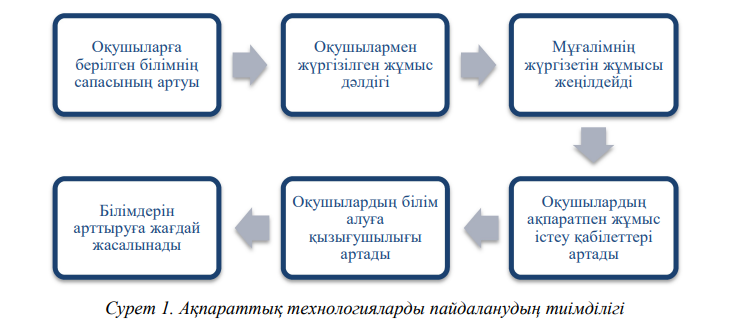 Оқушыларға
берілген білімнің
сапасының артуы
Оқушылармен
жүргізілген жұмыс
дәлдігі
Мұғалімнің
жүргізетін жұмысы
жеңілдейді
Оқушылардың
ақпаратпен жұмыс
істеу қабілеттері
артады
Оқушылардың білім
алуға
қызығушылығы
артады
Білімдерін
арттыруға жағдай
жасалынады
Сурет 1. Ақпараттық технологияларды пайдаланудың тиімділігі